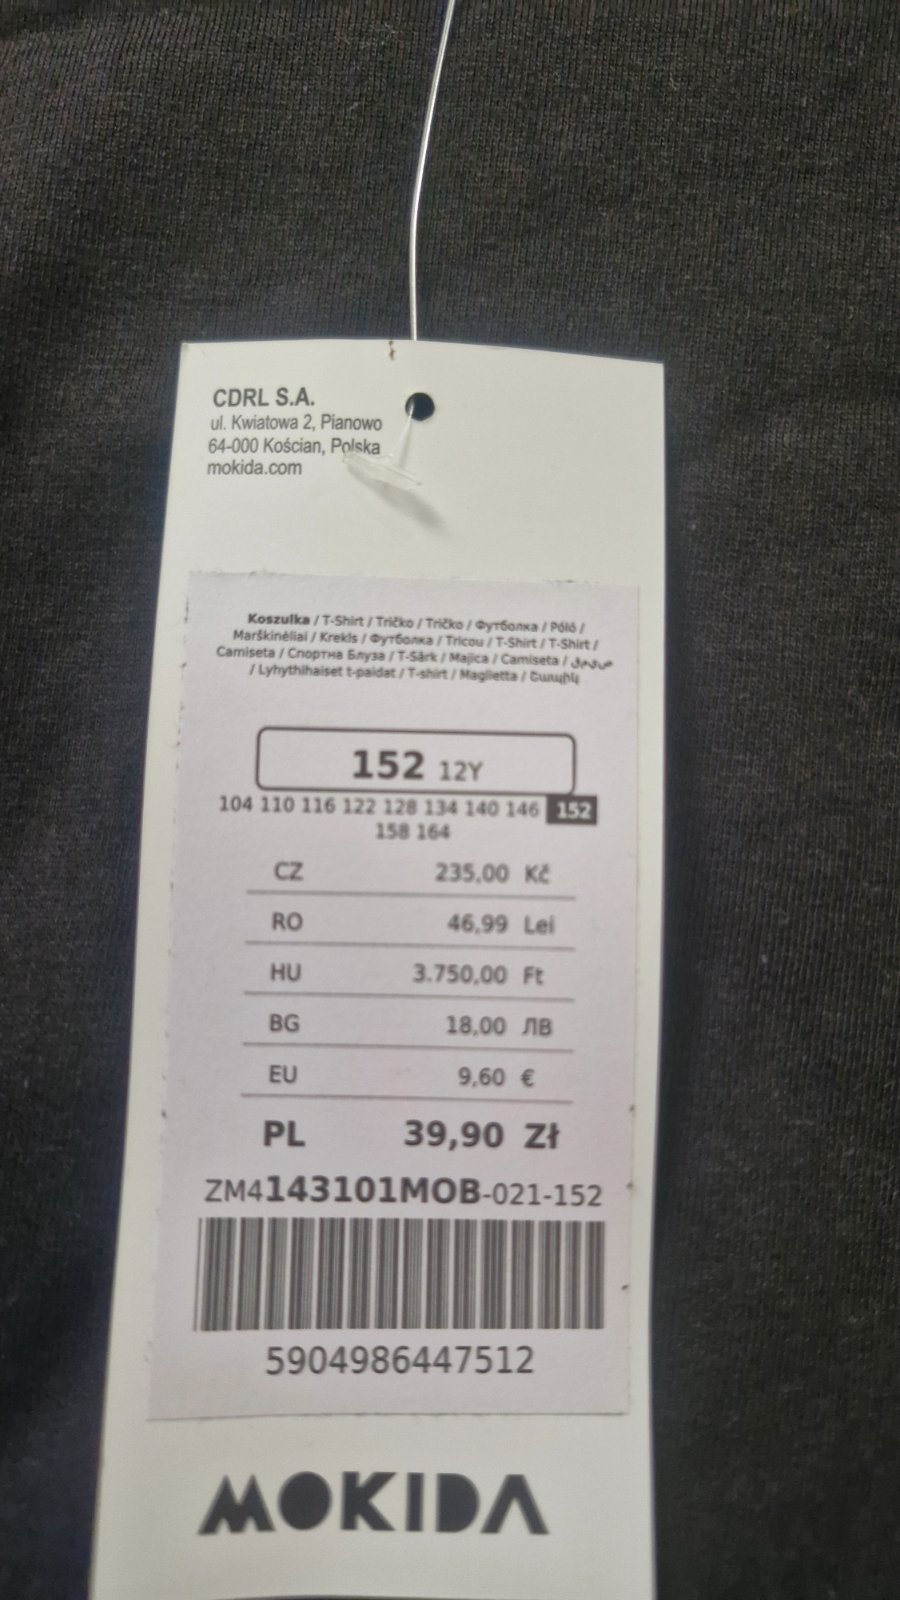 CDRL S.A.
ul. Kwiatowa 2, Pianowo
64-000 Kościan, Polska
mokida.com
Koszulka / T-Shirt / Tričko / Tričko / Футболка / Póló /
Marškinėliai / Krekls / Футболка / Tricou / T-Shirt / T-Shirt /
Camiseta / Спортна Блуза / T-Särk / Majica / Camiseta /
/ Lyhythihaiset t-paidat / T-shirt / Maglietta / Շապիկ
152 12Y
104 110 116 122 128 134 140 146 152
158 164
CZ 235,00 Kč
RO 46,99 Lei
HU 3.750,00 Ft
BG 18,00 ЛВ
EU 9,60 €
PL 39,90 Zł
ZM4143101MOB-021-152
5904986447512
MOKIDA